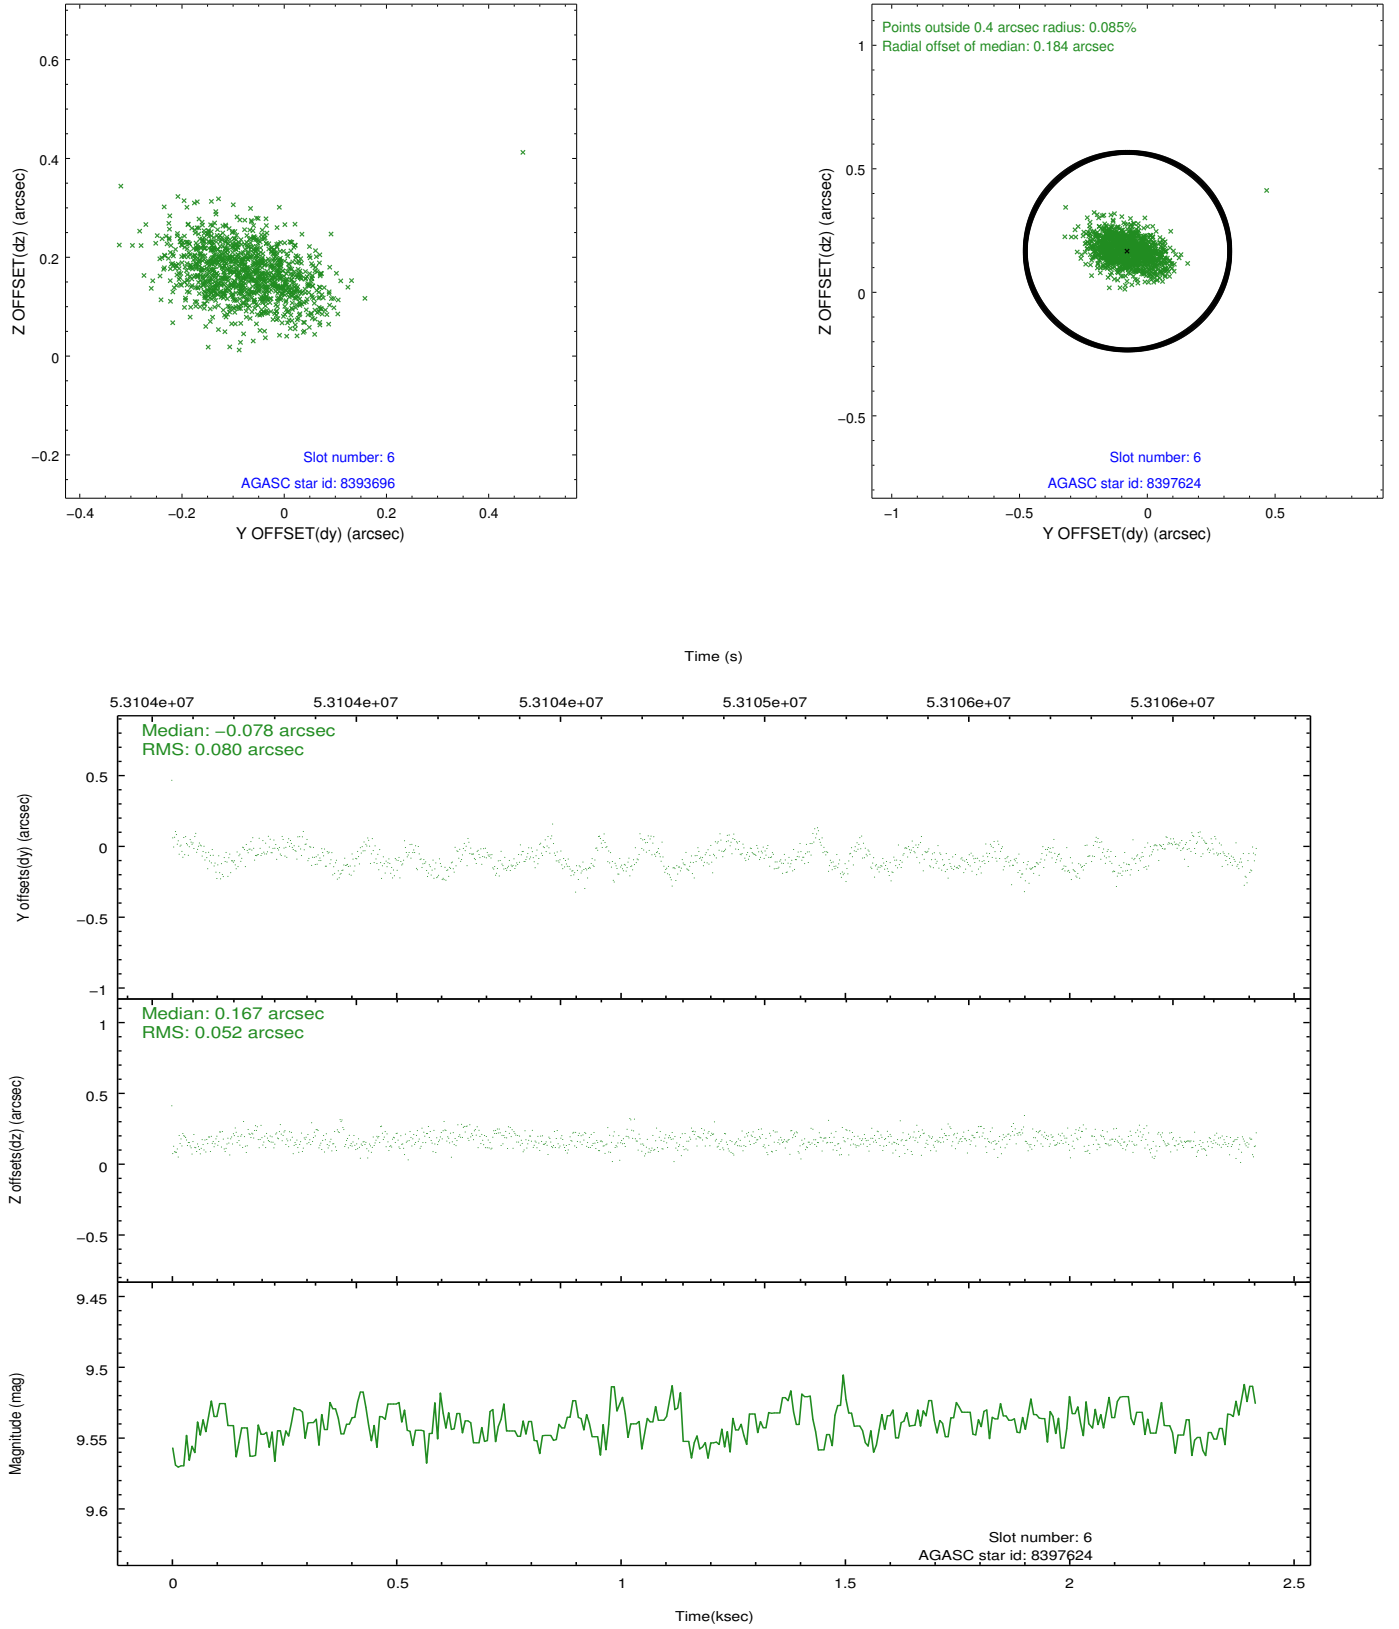 0.6
0.4
0.2
0
−0.2
Z OFFSET(dz) (arcsec)
Slot number: 6
AGASC star id: 8393696
−0.4 −0.2 0 0.2 0.4
Y OFFSET(dy) (arcsec)
Points outside 0.4 arcsec radius: 0.085%
Radial offset of median: 0.184 arcsec
1
0.5
0
−0.5
Z OFFSET(dz) (arcsec)
Slot number: 6
AGASC star id: 8397624
−1 −0.5 0 0.5
Y OFFSET(dy) (arcsec)
Time (s)
5.3104e+07 5.3104e+07 5.3104e+07 5.3105e+07 5.3106e+07 5.3106e+07
Median: −0.078 arcsec
RMS: 0.080 arcsec
0.5
0
−0.5
−1
Y offsets(dy) (arcsec)
Median: 0.167 arcsec
RMS: 0.052 arcsec
1
0.5
0
−0.5
Z offsets(dz) (arcsec)
9.45
9.5
9.55
9.6
Magnitude (mag)
Slot number: 6
AGASC star id: 8397624
0 0.5 1 1.5 2 2.5
Time(ksec)